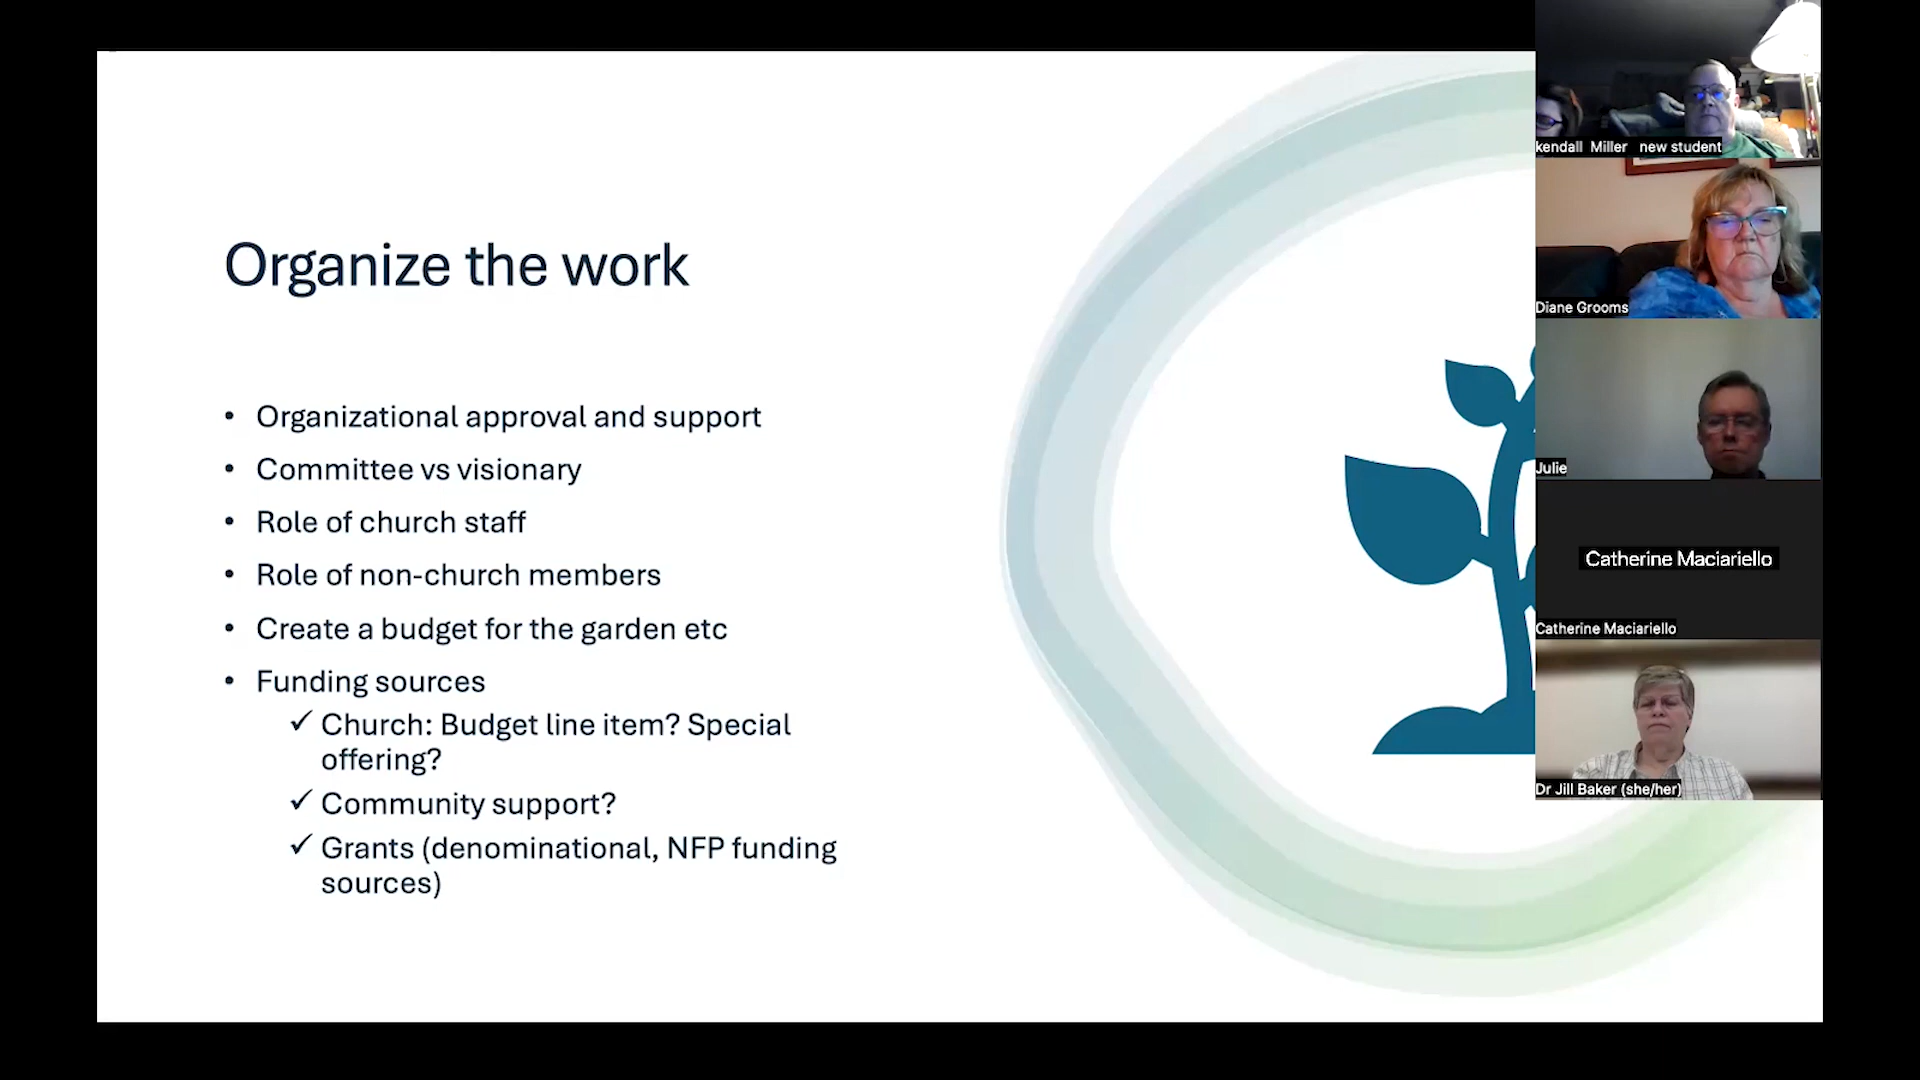 Organize the work
• Organizational approval and support
• Committee vs visionary
• Role of church staff
• Role of non-church members
• Create a budget for the garden etc
• Funding sources
✓ Church: Budget line item? Special
offering?
✓ Community support?
✓ Grants (denominational, NFP funding
sources)
kendall Miller new student
Diane Grooms
Julie
Catherine Maciariello
Catherine Maciariello
Dr Jill Baker (she/her)